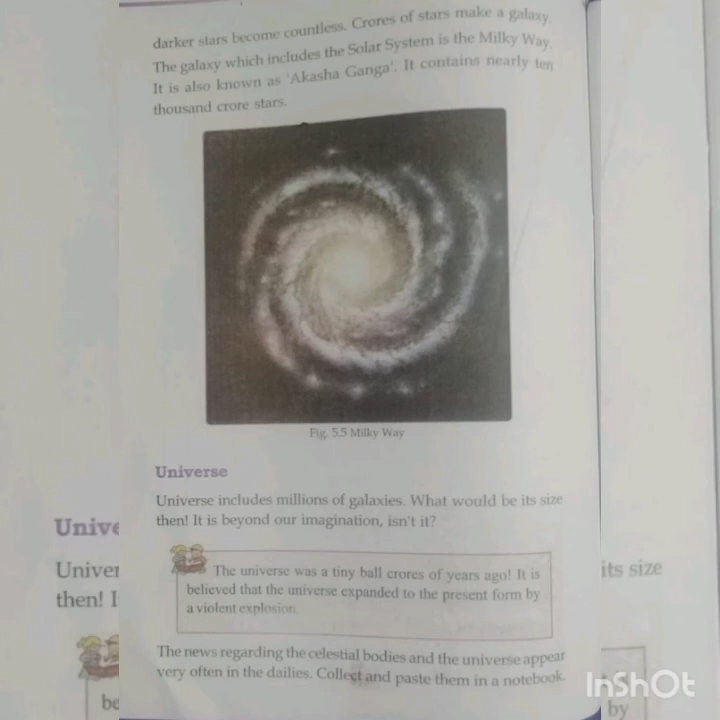 darker stars become countless. Crores of stars make a galaxy.
The galaxy which includes the Solar System is the Milky Way.
It is also known as 'Akasha Ganga'. It contains nearly ten
thousand crore stars.
Fig. 5.5 Milky Way
Universe
Universe includes millions of galaxies. What would be its size
then! It is beyond our imagination, isn't it?
The universe was a tiny ball crores of years ago! It is
believed that the universe expanded to the present form by
a violent explosion.
The news regarding the celestial bodies and the universe appear
very often in the dailies. Collect and paste them in a notebook.
Unive
Univer
then! I
be
its size
by
InShOt